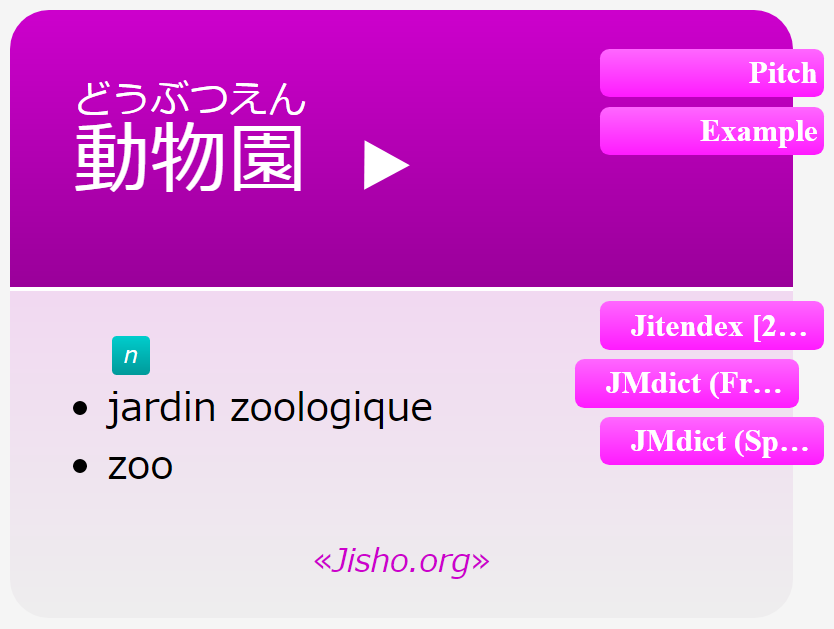 どうぶつえん
動物園
Pitch
Example
n
jardin zoologique
zoo
«Jisho.org»
Jitendex [2…
JMdict (Fr…
JMdict (Sp…